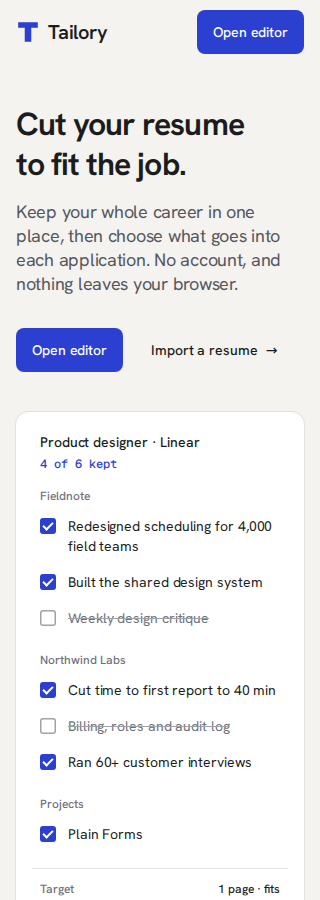 Tailory
Open editor
Cut your resume
to fit the job.
Keep your whole career in one
place, then choose what goes into
each application. No account, and
nothing leaves your browser.
Open editor
Import a resume →
Product designer · Linear
4 of 6 kept
Fieldnote
Redesigned scheduling for 4,000
field teams
Built the shared design system
Weekly design critique
Northwind Labs
Cut time to first report to 40 min
Billing, roles and audit log
Ran 60+ customer interviews
Projects
Plain Forms
Target
1 page · fits